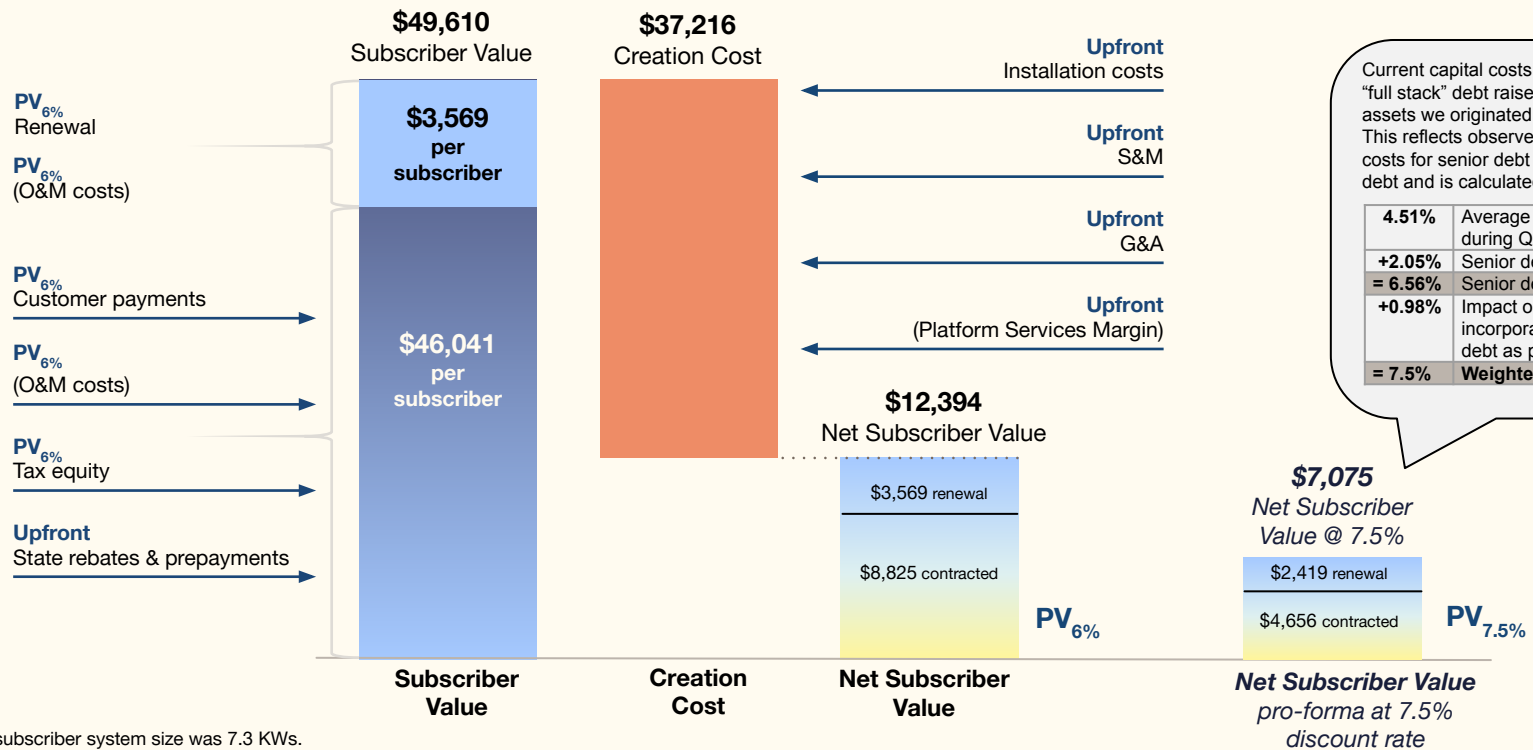 $49,610
Subscriber Value
$37,216
Creation Cost
PV6%
Renewal
PV6%
(O&M costs)
PV6%
Customer payments
PV6%
(O&M costs)
PV6%
Tax equity
Upfront
State rebates & prepayments
$3,569
per
subscriber
$46,041
per
subscriber
Upfront
Installation costs
Upfront
S&M
Upfront
G&A
Upfront
(Platform Services Margin)
$12,394
Net Subscriber Value
$3,569 renewal
$8,825 contracted
PV6%
Current capital costs
“full stack” debt raise
assets we originated
This reflects observe
costs for senior debt
debt and is calculate
4.51% Average
during Q
+2.05% Senior de
= 6.56% Senior de
+0.98% Impact o
incorpora
debt as p
= 7.5% Weighte
$7,075
Net Subscriber
Value @ 7.5%
$2,419 renewal
$4,656 contracted
PV7.5%
Subscriber
Value
Creation
Cost
Net Subscriber
Value
Net Subscriber Value
pro-forma at 7.5%
discount rate
subscriber system size was 7.3 KWs.